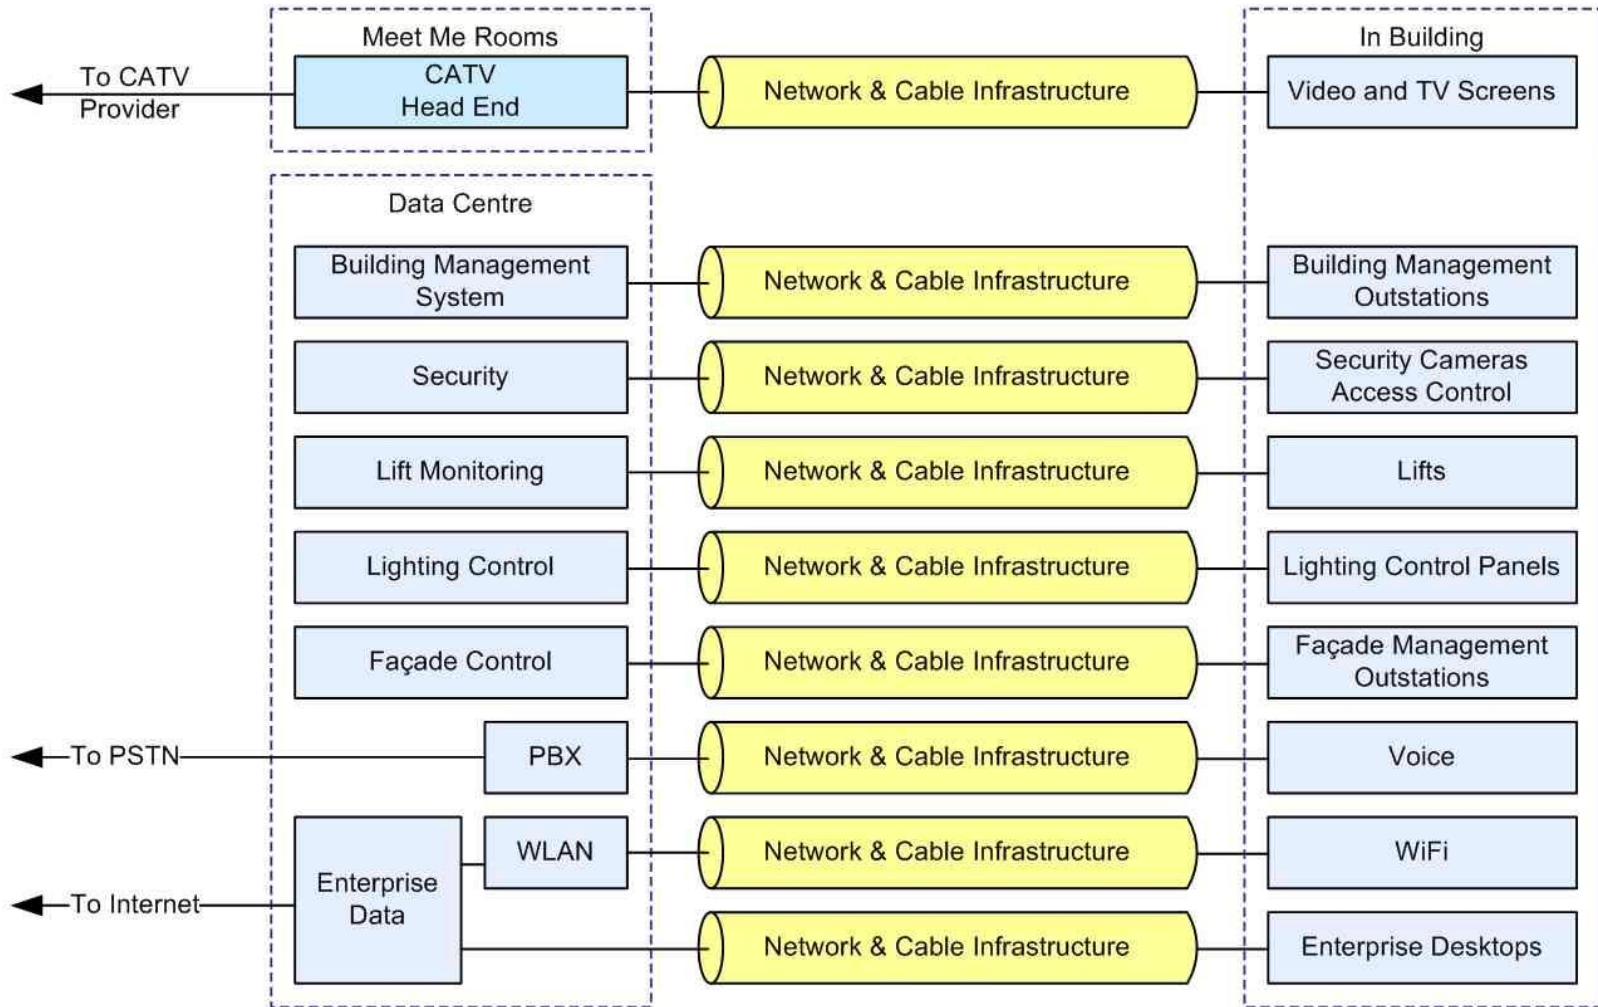 Meet Me Rooms
In Building
To CATV
Provider
CATV
Head End
Network & Cable Infrastructure
Video and TV Screens
Data Centre
Building Management
System
Network & Cable Infrastructure
Building Management
Outstations
Security
Network & Cable Infrastructure
Security Cameras
Access Control
Lift Monitoring
Network & Cable Infrastructure
Lifts
Lighting Control
Network & Cable Infrastructure
Lighting Control Panels
Façade Control
Network & Cable Infrastructure
Façade Management
Outstations
To PSTN
PBX
Network & Cable Infrastructure
Voice
WLAN
Network & Cable Infrastructure
WiFi
To Internet
Enterprise
Data
Network & Cable Infrastructure
Enterprise Desktops